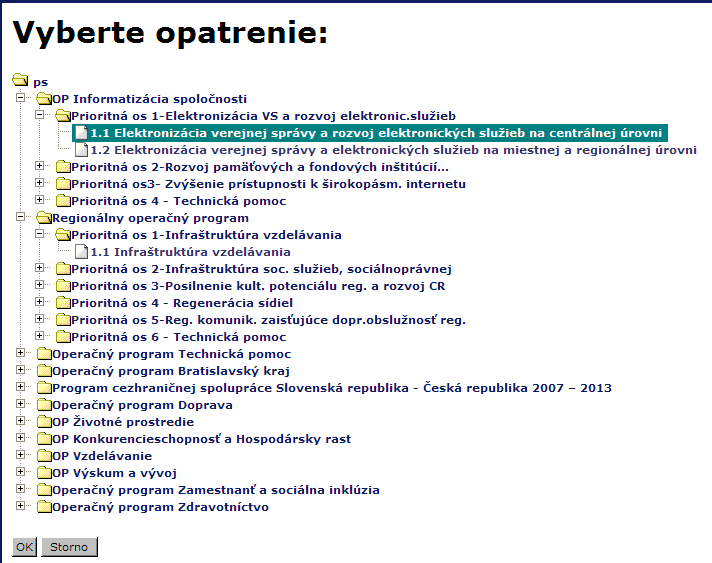 Vyberte opatrenie:
ps
OP Informatizácia spoločnosti
Prioritná os 1-Elektronizácia VS a rozvoj elektronic.služieb
1.1 Elektronizácia verejnej správy a rozvoj elektronických služieb na centrálnej úrovni
1.2 Elektronizácia verejnej správy a elektronických služieb na miestnej a regionálnej úrovni
Prioritná os 2-Rozvoj pamäťových a fondových inštitúcií...
Prioritná os3- Zvýšenie prístupnosti k širokopásm. internetu
Prioritná os 4 - Technická pomoc
Regionálny operačný program
Prioritná os 1-Infraštruktúra vzdelávania
1.1 Infraštruktúra vzdelávania
Prioritná os 2-Infraštruktúra soc. služieb, sociálnoprávnej
Prioritná os 3-Posilnenie kult. potenciálu reg. a rozvoj CR
Prioritná os 4 - Regenerácia sídiel
Prioritná os 5-Reg. komunik. zaisťujúce dopr.obslužnosť reg.
Prioritná os 6 - Technická pomoc
Operačný program Technická pomoc
Operačný program Bratislavský kraj
Program cezhraničnej spolupráce Slovenská republika - Česká republika 2007 – 2013
Operačný program Doprava
OP Životné prostredie
OP Konkurencieschopnosť a Hospodársky rast
OP Vzdelávanie
OP Výskum a vývoj
Operačný program Zamestnanť a sociálna inklúzia
Operačný program Zdravotníctvo
OK Storno